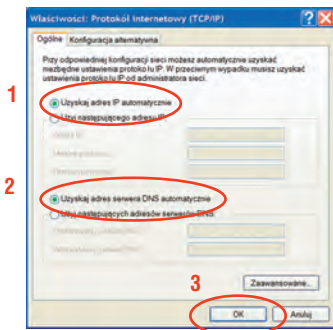 Właściwości: Protokół internetowy (TCP/IP)
Ogólne Konfiguracja alternatywna
Przy odpowiedniej konfiguracji sieci możesz automatycznie uzyskać
niezbędne ustawienia protokołu IP. W przeciwnym wypadku musisz uzyskać
ustawienia protokołu IP od administratora sieci.
1
Uzyskaj adres IP automatycznie
Użyj następującego adresu IP:
2
Uzyskaj adres serwera DNS automatycznie
Użyj następujących adresów serwerów DNS:
Zaawansowane...
3
OK Anuluj